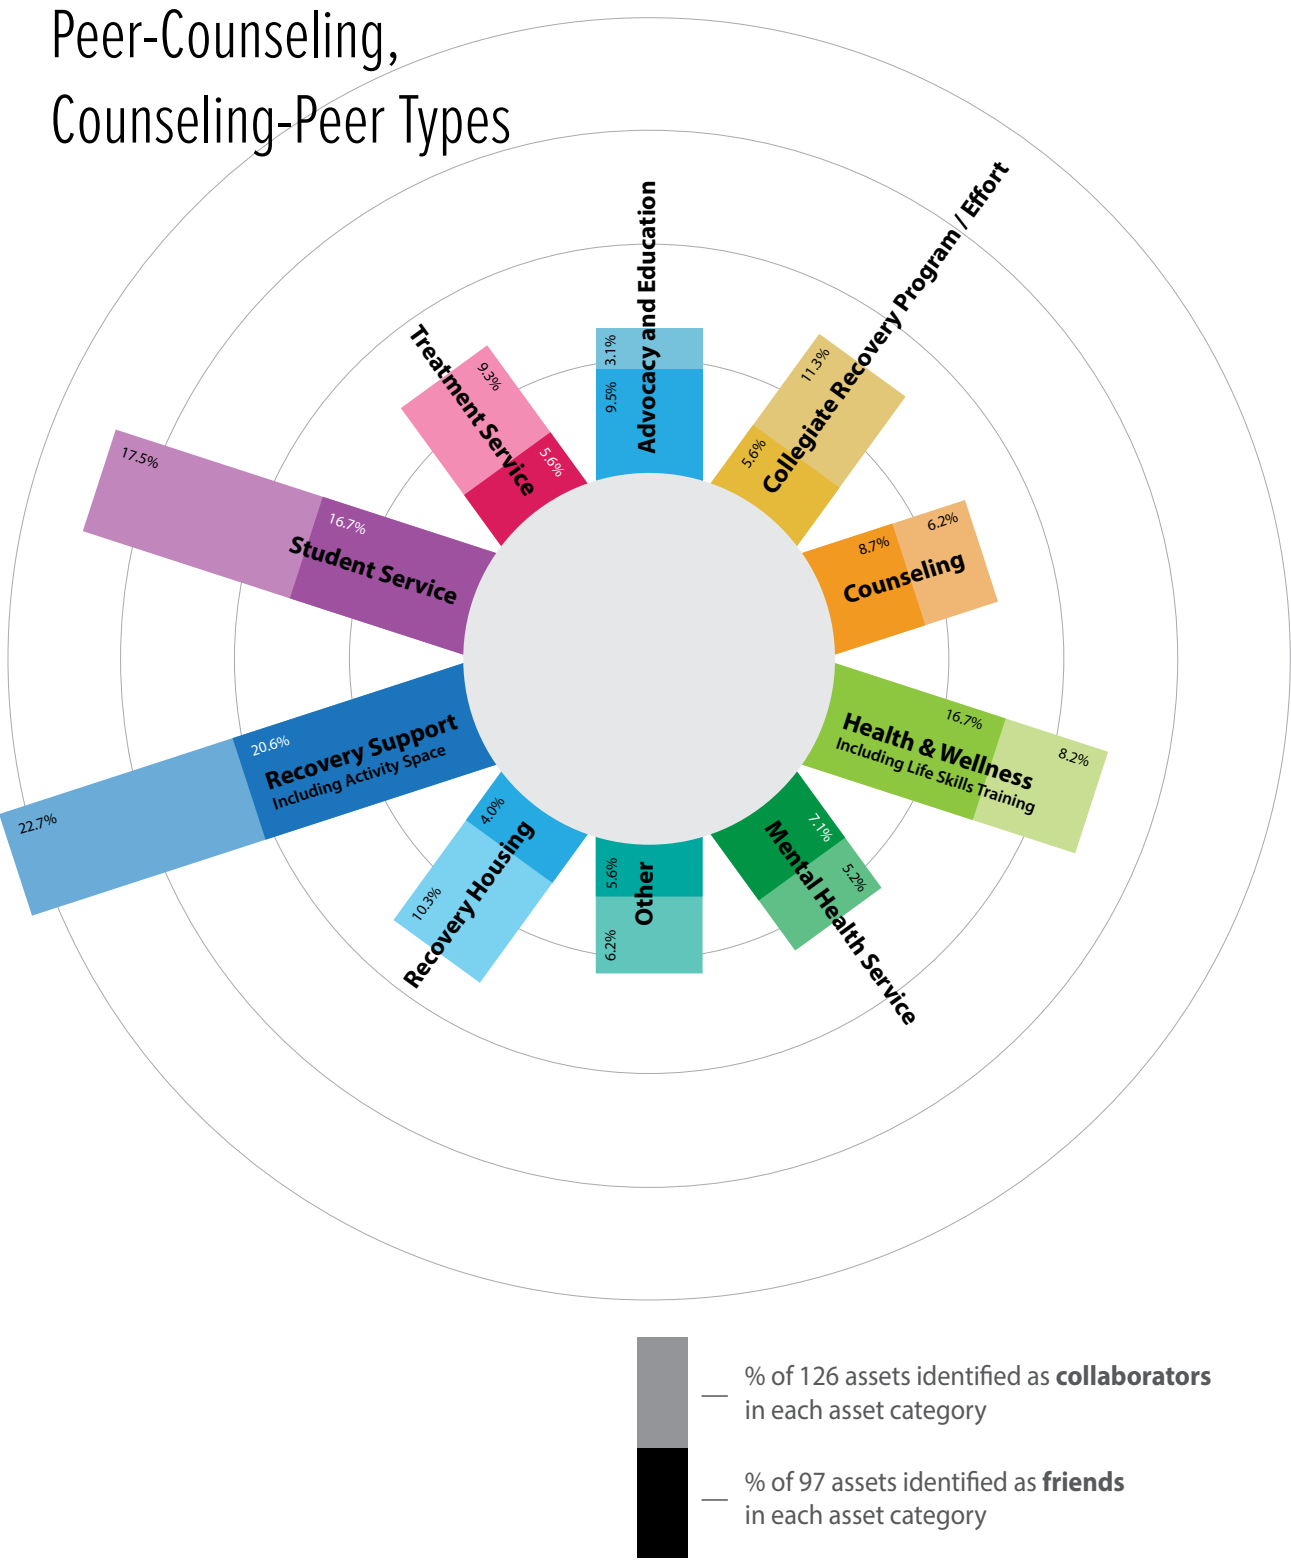 Peer-Counseling,
Counseling-Peer Types
Advocacy and Education
3.1%
9.5%
Collegiate Recovery Program / Effort
11.3%
5.6%
Counseling
8.7%
6.2%
Health & Wellness
Including Life Skills Training
16.7%
8.2%
Mental Health Service
7.1%
5.2%
Other
5.6%
6.2%
Recovery Housing
4.0%
10.3%
Recovery Support
Including Activity Space
20.6%
22.7%
Student Service
16.7%
17.5%
Treatment Service
9.3%
5.6%
% of 126 assets identified as collaborators
in each asset category
% of 97 assets identified as friends
in each asset category